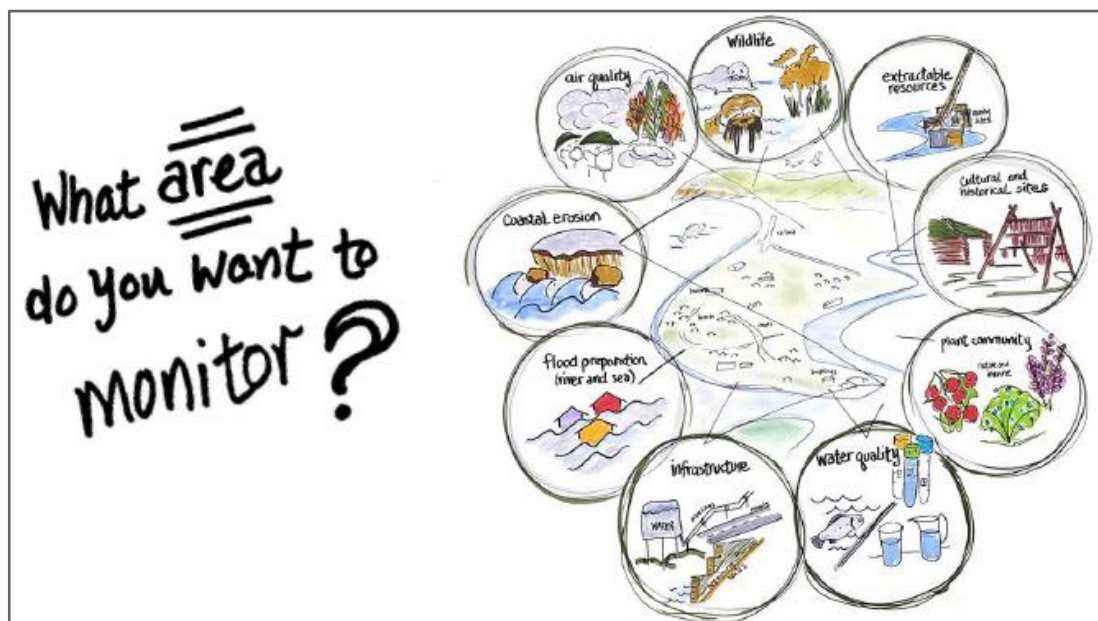 What area
do you want to
monitor?
Wildlife
air quality
extractable
resources
Cultural and
historical sites
Coastal erosion
plant community
flood preparation
(river and sea)
infrastructure
WATER
water quality